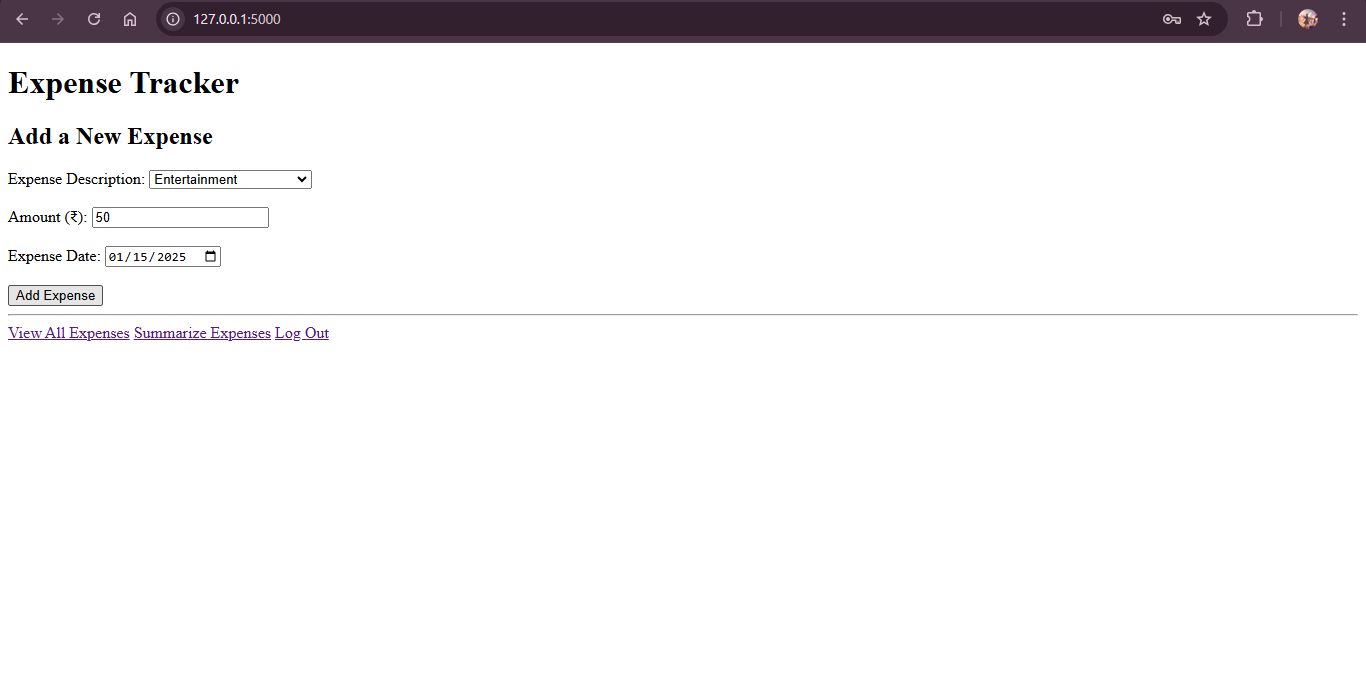 127.0.0.1:5000
Expense Tracker
Add a New Expense
Expense Description: Entertainment
Amount (₹): 50
Expense Date: 01/15/2025
Add Expense
View All Expenses Summarize Expenses Log Out